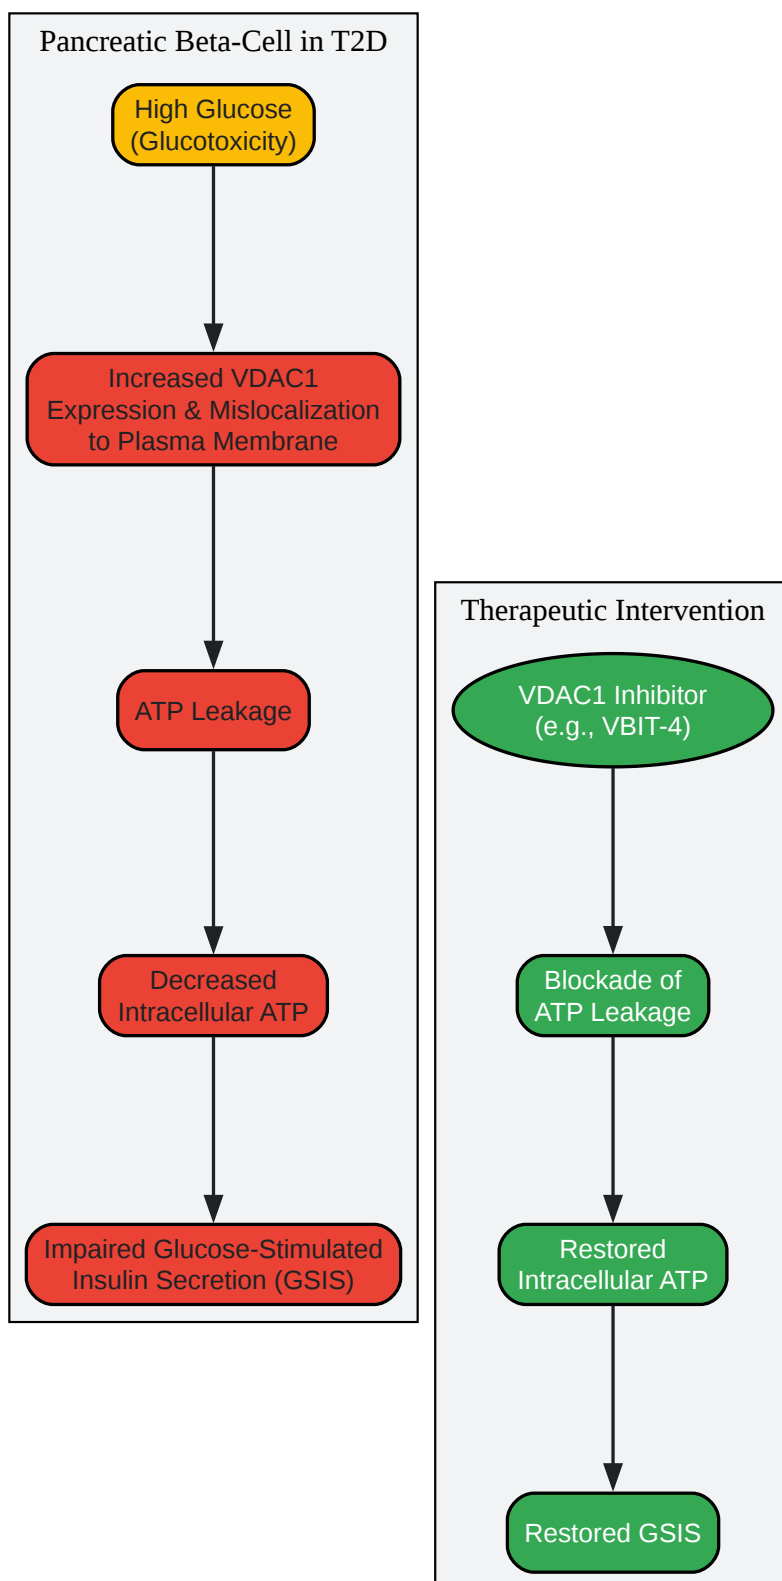 Pancreatic Beta-Cell in T2D
High Glucose
(Glucotoxicity)
Increased VDAC1
Expression & Mislocalization
to Plasma Membrane
ATP Leakage
Decreased
Intracellular ATP
Impaired Glucose-Stimulated
Insulin Secretion (GSIS)
Therapeutic Intervention
VDAC1 Inhibitor
(e.g., VBIT-4)
Blockade of
ATP Leakage
Restored
Intracellular ATP
Restored GSIS